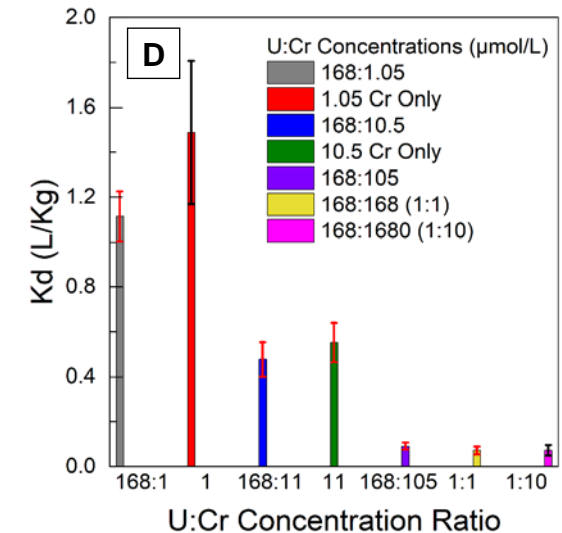 D
U:Cr Concentrations (µmol/L)
168:1.05
1.05 Cr Only
168:10.5
10.5 Cr Only
168:105
168:168 (1:1)
168:1680 (1:10)
Kd (L/Kg)
2.0
1.6
1.2
0.8
0.4
0.0
168:1 1 168:11 11 168:105 1:1 1:10
U:Cr Concentration Ratio